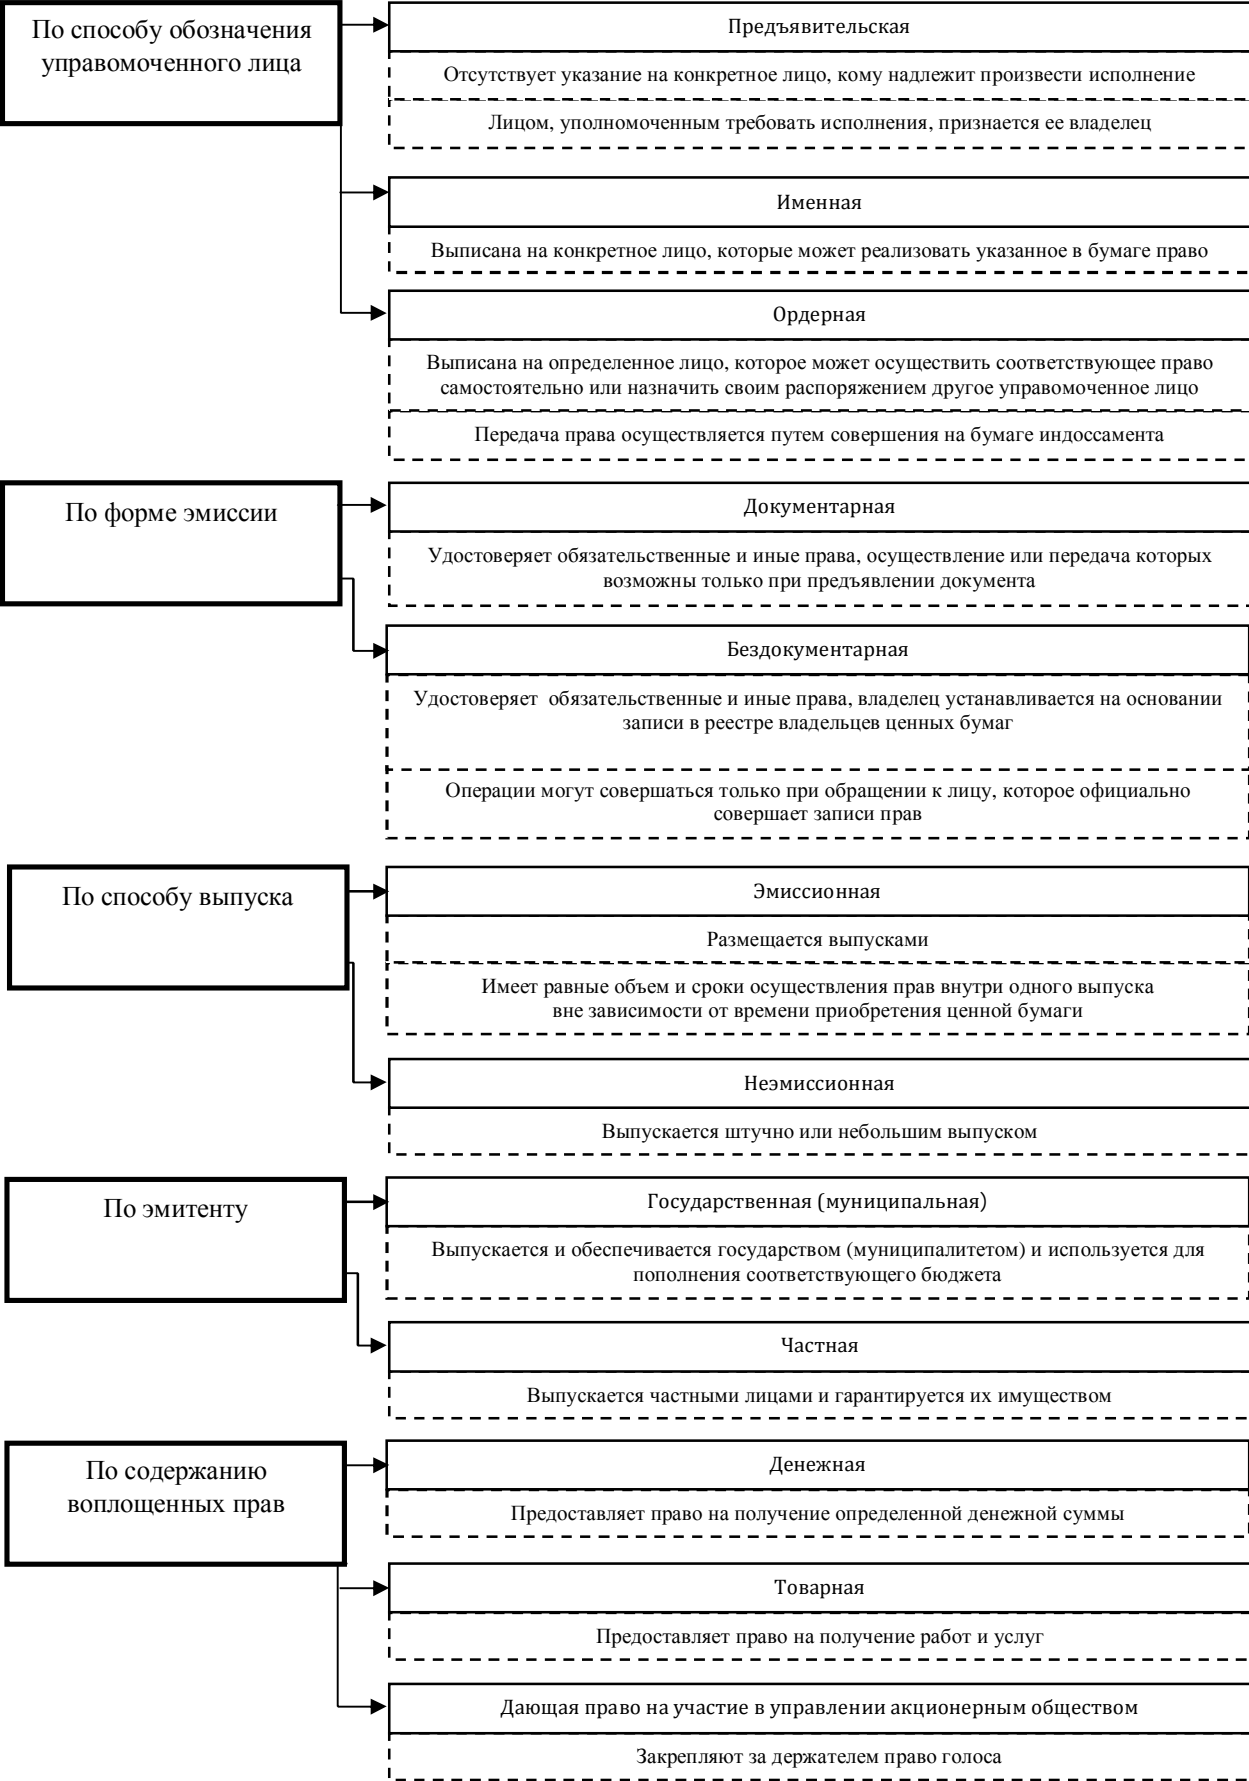 По способу обозначения
управомоченного лица
Предъявительская
Отсутствует указание на конкретное лицо, кому надлежит произвести исполнение
Лицом, уполномоченным требовать исполнения, признается ее владелец
Именная
Выписана на конкретное лицо, которые может реализовать указанное в бумаге право
Ордерная
Выписана на определенное лицо, которое может осуществить соответствующее право
самостоятельно или назначить своим распоряжением другое управомоченное лицо
Передача права осуществляется путем совершения на бумаге индоссамента
По форме эмиссии
Документарная
Удостоверяет обязательственные и иные права, осуществление или передача которых
возможны только при предъявлении документа
Бездокументарная
Удостоверяет обязательственные и иные права, владелец устанавливается на основании
записи в реестре владельцев ценных бумаг
Операции могут совершаться только при обращении к лицу, которое официально
совершает записи прав
По способу выпуска
Эмиссионная
Размещается выпусками
Имеет равные объем и сроки осуществления прав внутри одного выпуска
вне зависимости от времени приобретения ценной бумаги
Неэмиссионная
Выпускается штучно или небольшим выпуском
По эмитенту
Государственная (муниципальная)
Выпускается и обеспечивается государством (муниципалитетом) и используется для
пополнения соответствующего бюджета
Частная
Выпускается частными лицами и гарантируется их имуществом
По содержанию
воплощенных прав
Денежная
Предоставляет право на получение определенной денежной суммы
Товарная
Предоставляет право на получение работ и услуг
Дающая право на участие в управлении акционерным обществом
Закрепляют за держателем право голоса